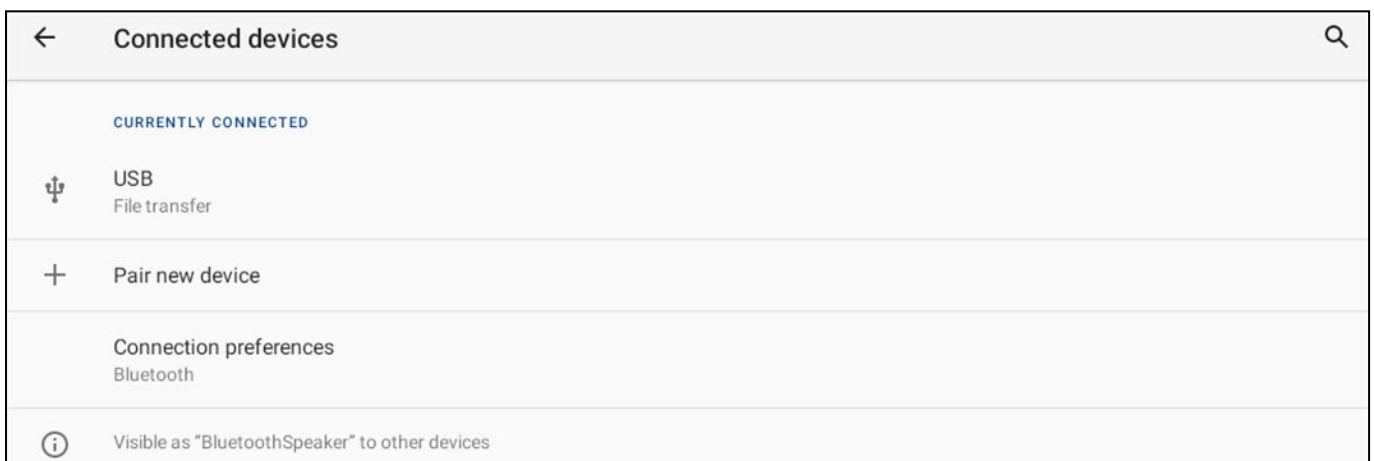 Connected devices
CURRENTLY CONNECTED
USB
File transfer
Pair new device
Connection preferences
Bluetooth
Visible as "BluetoothSpeaker" to other devices